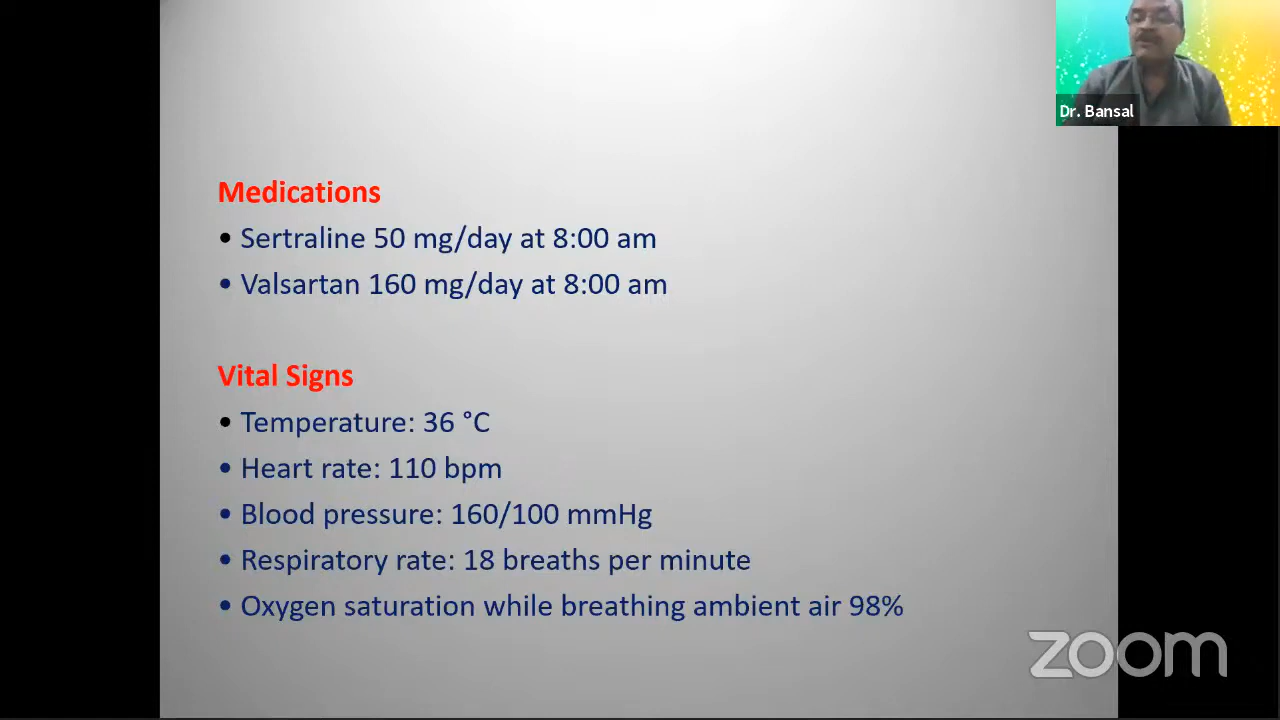 Dr. Bansal
Medications
• Sertraline 50 mg/day at 8:00 am
• Valsartan 160 mg/day at 8:00 am
Vital Signs
• Temperature: 36 °C
• Heart rate: 110 bpm
• Blood pressure: 160/100 mmHg
• Respiratory rate: 18 breaths per minute
• Oxygen saturation while breathing ambient air 98%
zoom